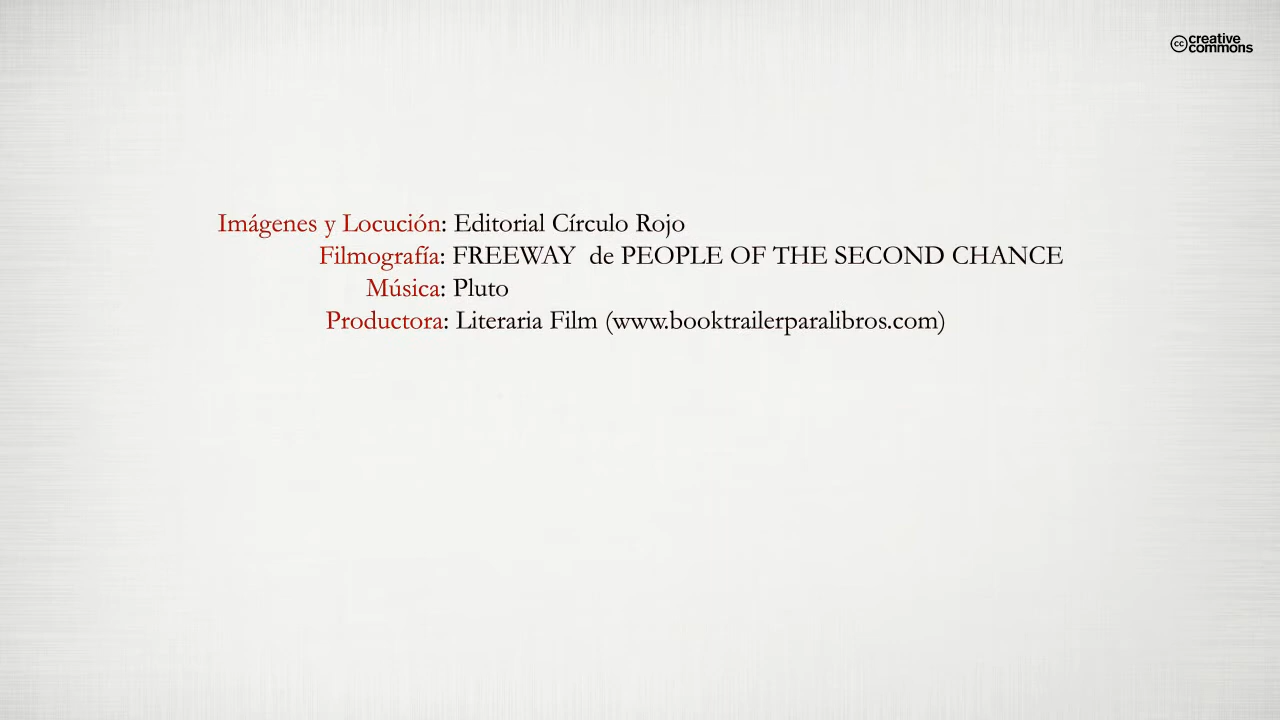 cc creative
commons
Imágenes y Locución: Editorial Círculo Rojo
Filmografía: FREEWAY de PEOPLE OF THE SECOND CHANCE
Música: Pluto
Productora: Literaria Film (www.booktrailerparalibros.com)